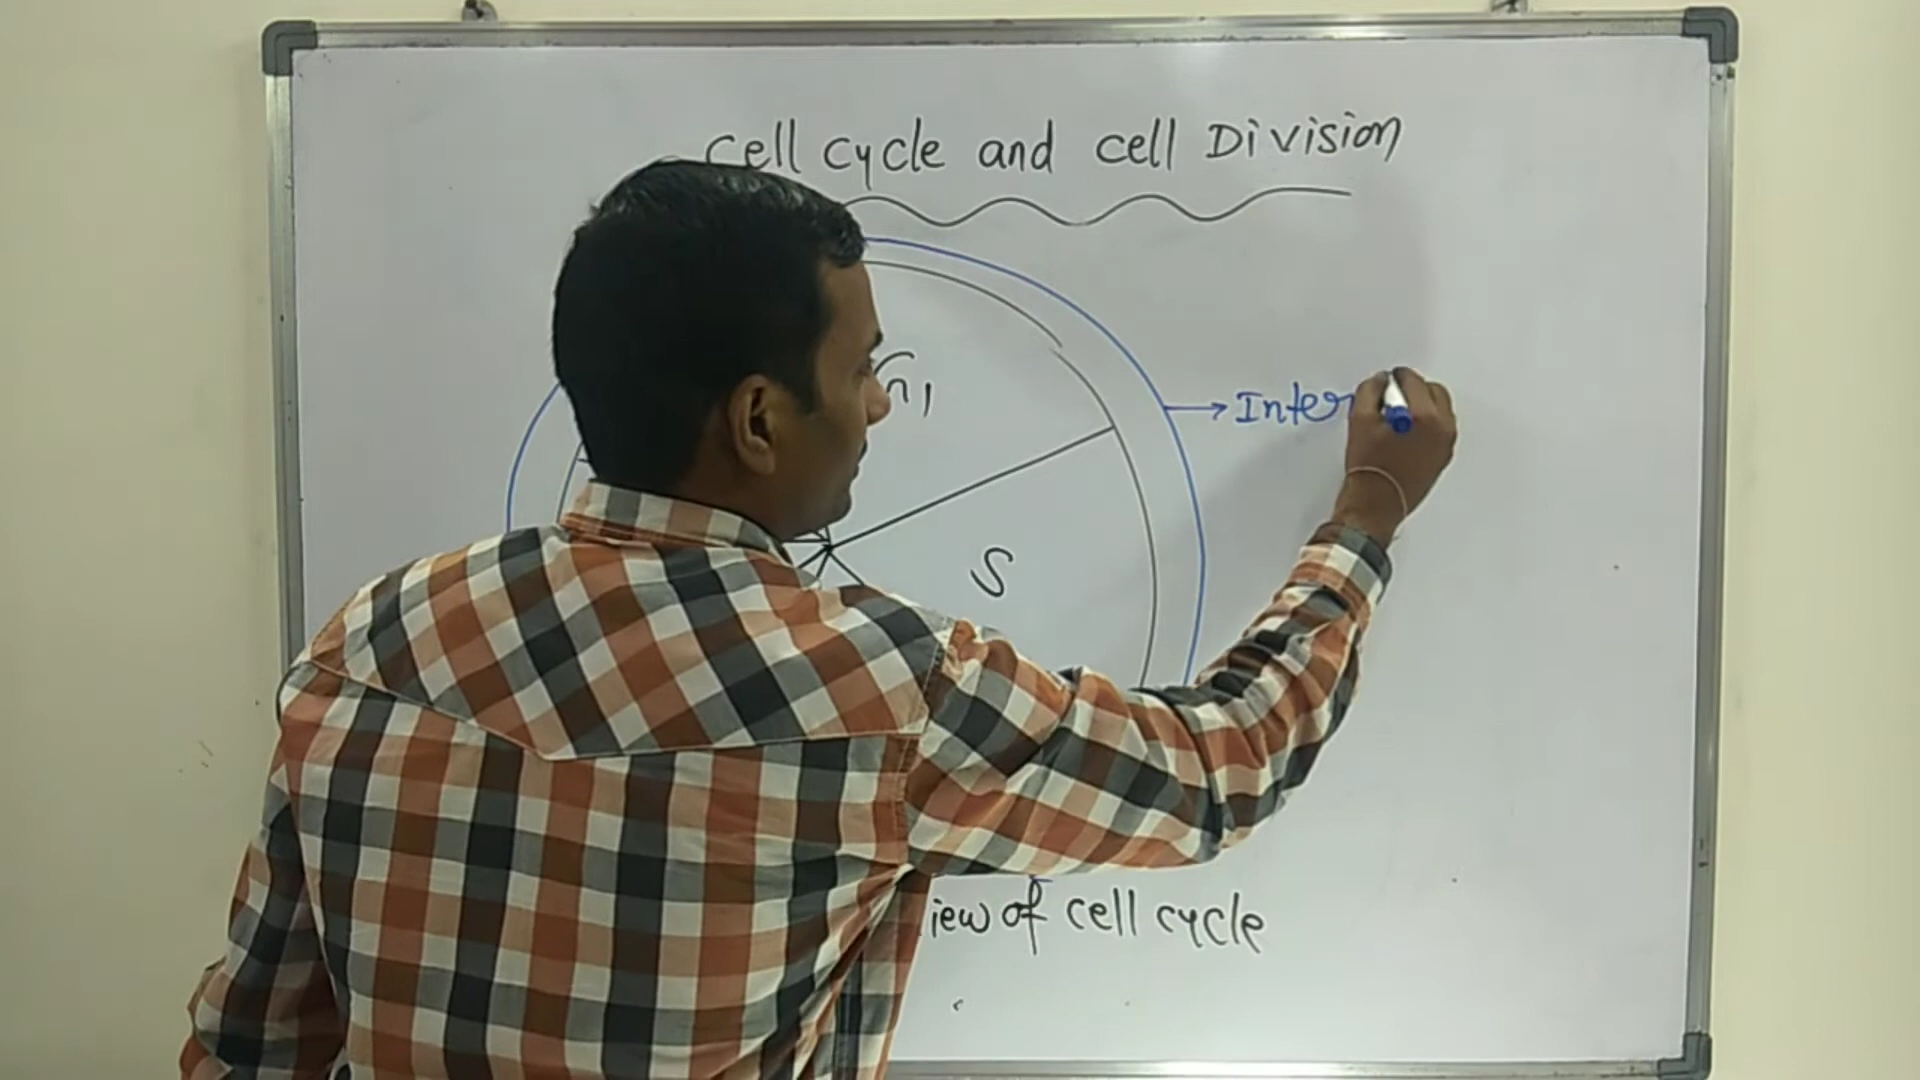 cell cycle and cell Division
G1
Inter
S
iew of cell cycle